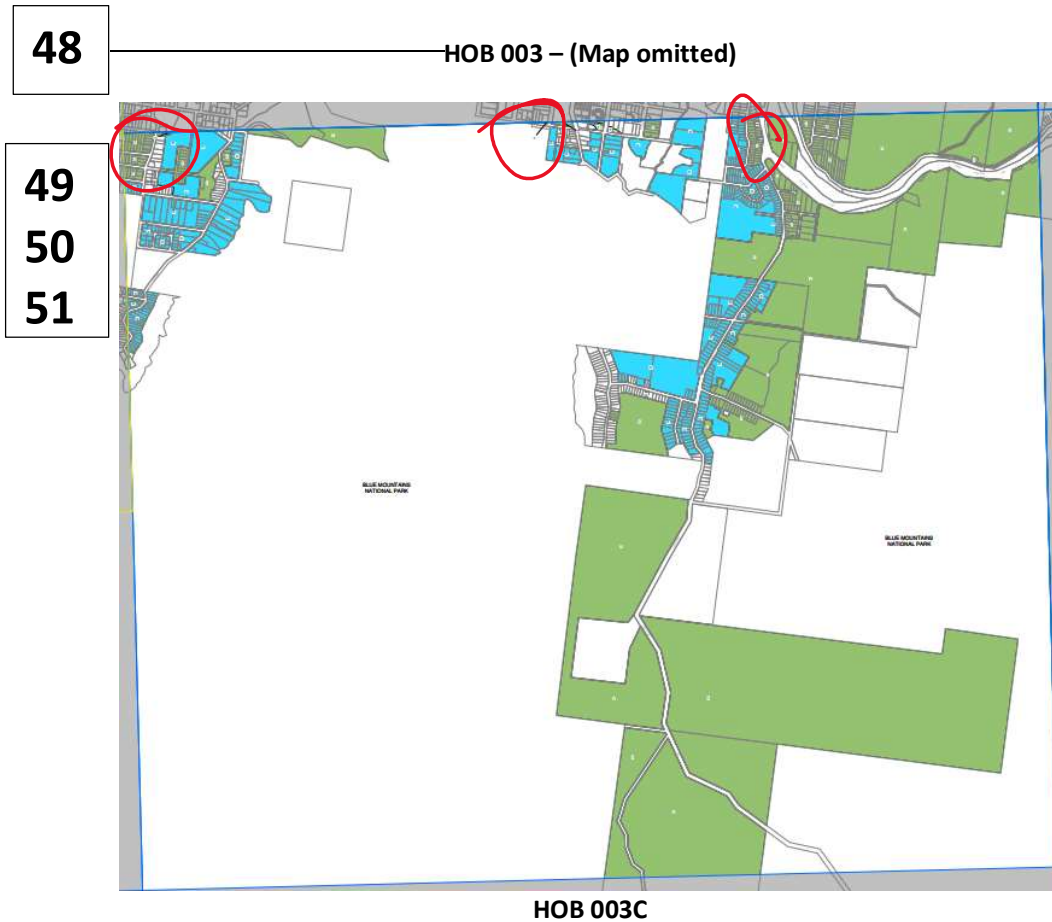 48
HOB 003 – (Map omitted)
49
50
51
BLUE MOUNTAINS
NATIONAL PARK
BLUE MOUNTAINS
NATIONAL PARK
HOB 003C